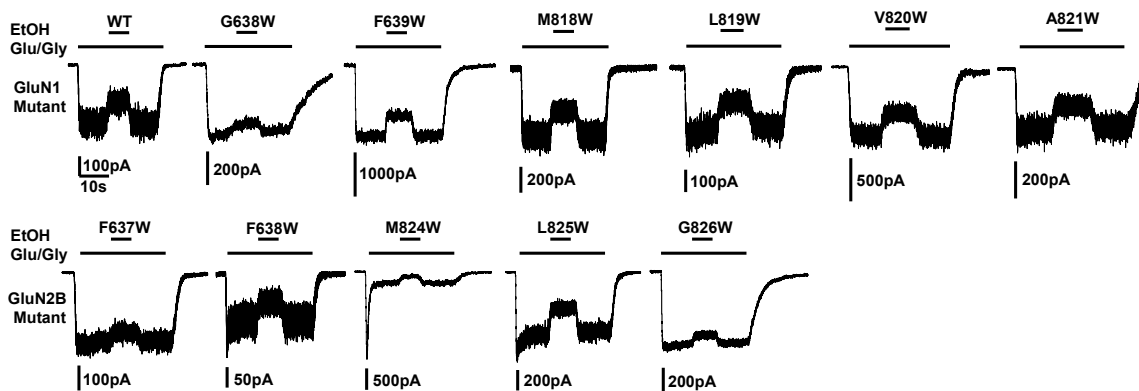 EtOH WT G638W F639W M818W L819W V820W A821W
Glu/Gly
GluN1
Mutant
100pA 200pA 1000pA 200pA 100pA 500pA 200pA
10s
EtOH F637W F638W M824W L825W G826W
Glu/Gly
GluN2B
Mutant
100pA 50pA 500pA 200pA 200pA